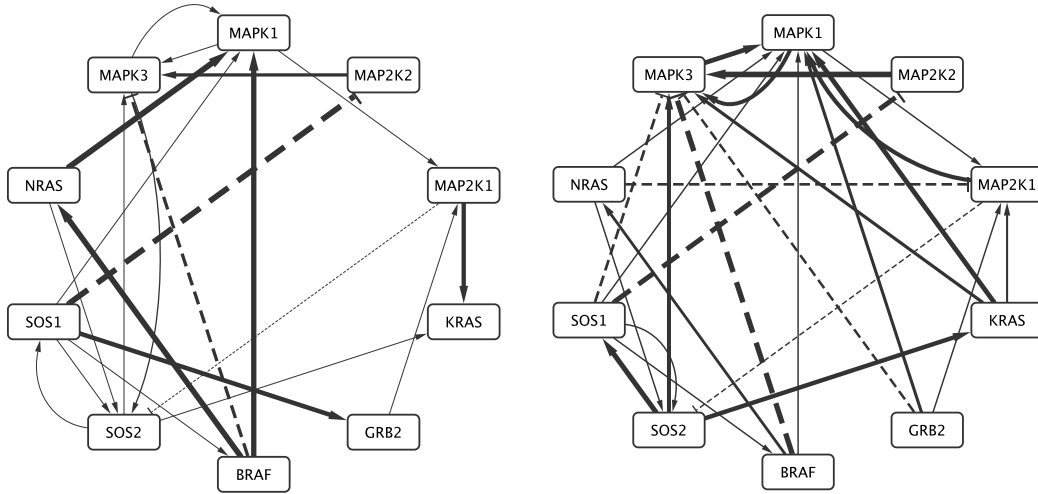 MAPK1
MAPK3
MAP2K2
NRAS
MAP2K1
SOS1
KRAS
SOS2
GRB2
BRAF
MAPK1
MAPK3
MAP2K2
NRAS
MAP2K1
SOS1
KRAS
SOS2
GRB2
BRAF